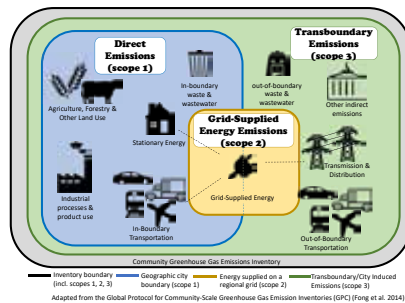 Direct
Emissions
(scope 1)
Transboundary
Emissions
(scope 3)
In-boundary
waste &
wastewater
out-of-boundary
waste &
wastewater
Agriculture, Forestry &
Other Land Use
Other indirect
emissions
Grid-Supplied
Energy Emissions
(scope 2)
Stationary Energy
Transmission &
Distribution
Industrial
processes &
product use
Grid-Supplied Energy
In-Boundary
Transportation
Out-of-Boundary
Transportation
Community Greenhouse Gas Emissions Inventory
Inventory boundary
(incl. scopes 1, 2, 3)
Geographic city
boundary (scope 1)
Energy supplied on a
regional grid (scope 2)
Transboundary/City Induced
Emissions (scope 3)
Adapted from the Global Protocol for Community-Scale Greenhouse Gas Emission Inventories (GPC) (Fong et al. 2014)